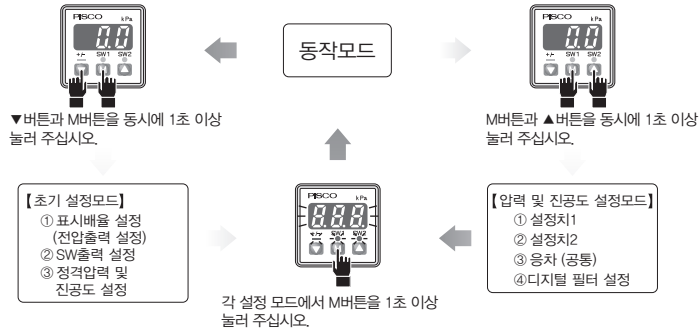 PISCO kPa
0.0
+/- SW1 SW2
M
▼버튼과 M버튼을 동시에 1초 이상
눌러 주십시오.
동작모드
PISCO kPa
0.0
+/- SW1 SW2
M
M버튼과 ▲버튼을 동시에 1초 이상
눌러 주십시오.
【초기 설정모드】
① 표시배율 설정
(전압출력 설정)
② SW출력 설정
③ 정격압력 및
진공도 설정
PISCO kPa
8.8.8
+/- SW1 SW2
각 설정 모드에서 M버튼을 1초 이상
눌러 주십시오.
【압력 및 진공도 설정모드】
① 설정치1
② 설정치2
③ 응차 (공통)
④디지털 필터 설정